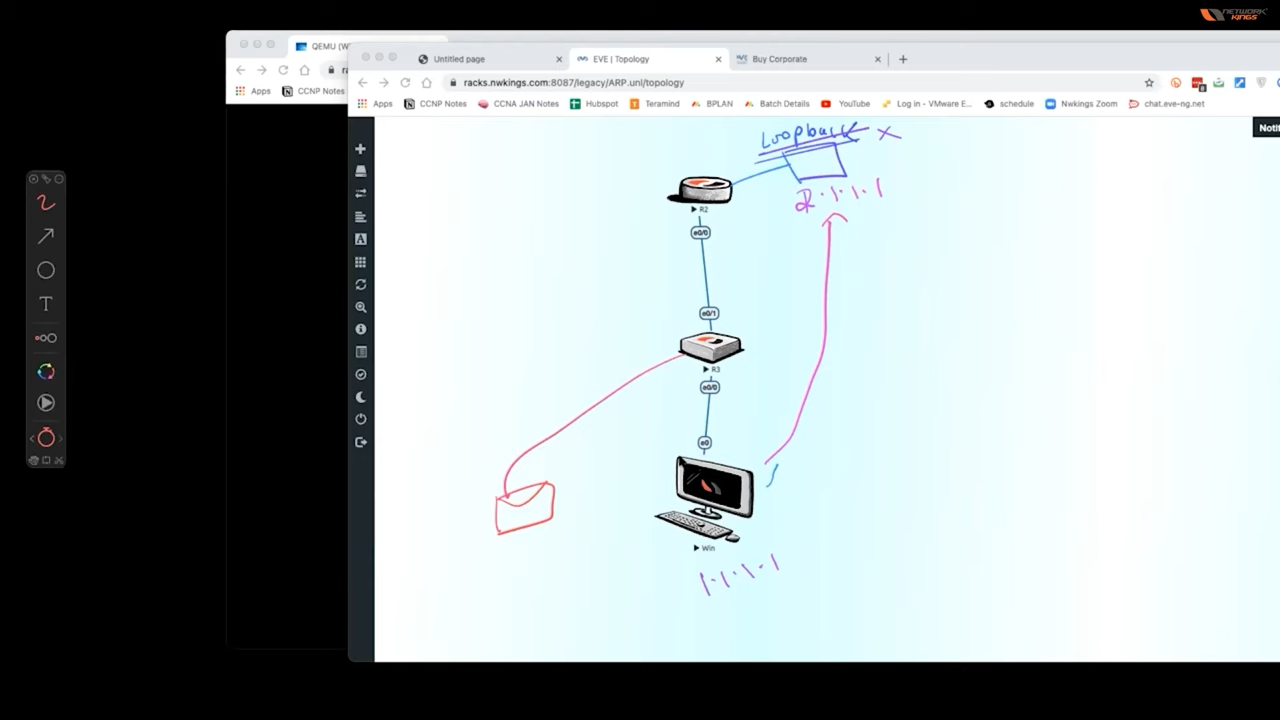 NETWORK
KINGS
QEMU (W
Untitled page
EVE | Topology
Buy Corporate
racks.nwkings.com:8087/legacy/ARP.unl/topology
Apps
CCNP Notes
Apps
CCNP Notes
CCNA JAN Notes
Hubspot
Teramind
BPLAN
Batch Details
YouTube
Log in - VMware E...
schedule
Nwkings Zoom
chat.eve-ng.net
Noti
Loopback X
R2
2.1.1.1
e0/0
e0/1
R3
e0/0
e0
Win
1.1.1.1
A
T